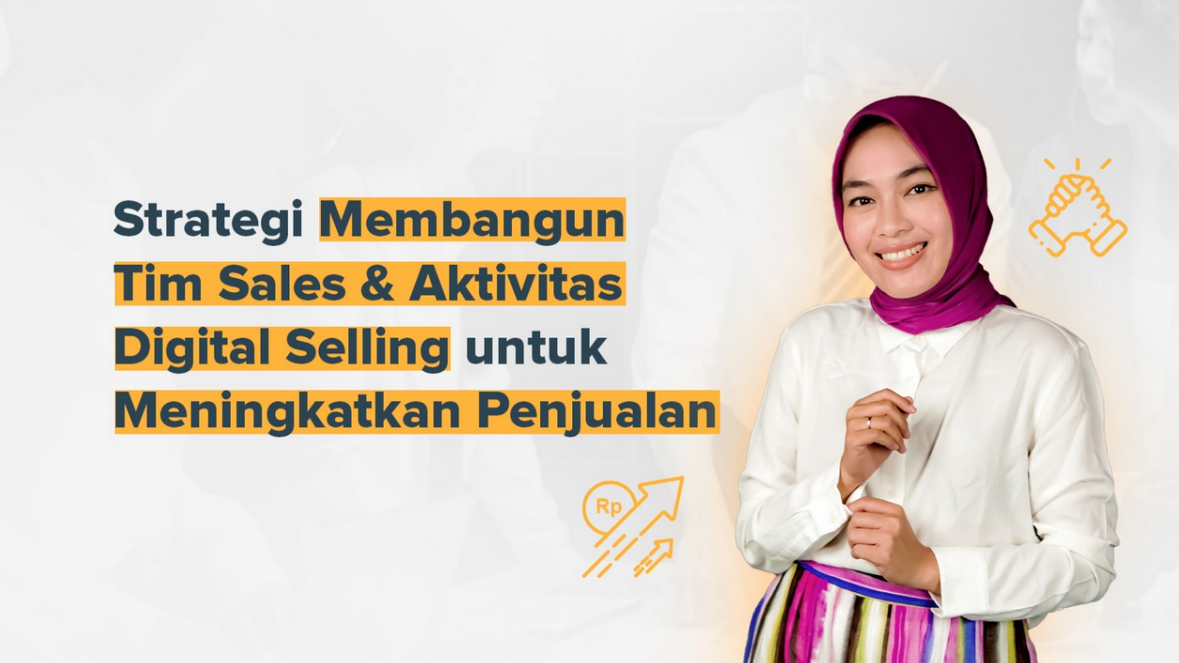 Strategi Membangun
Tim Sales & Aktivitas
Digital Selling untuk
Meningkatkan Penjualan
Rp